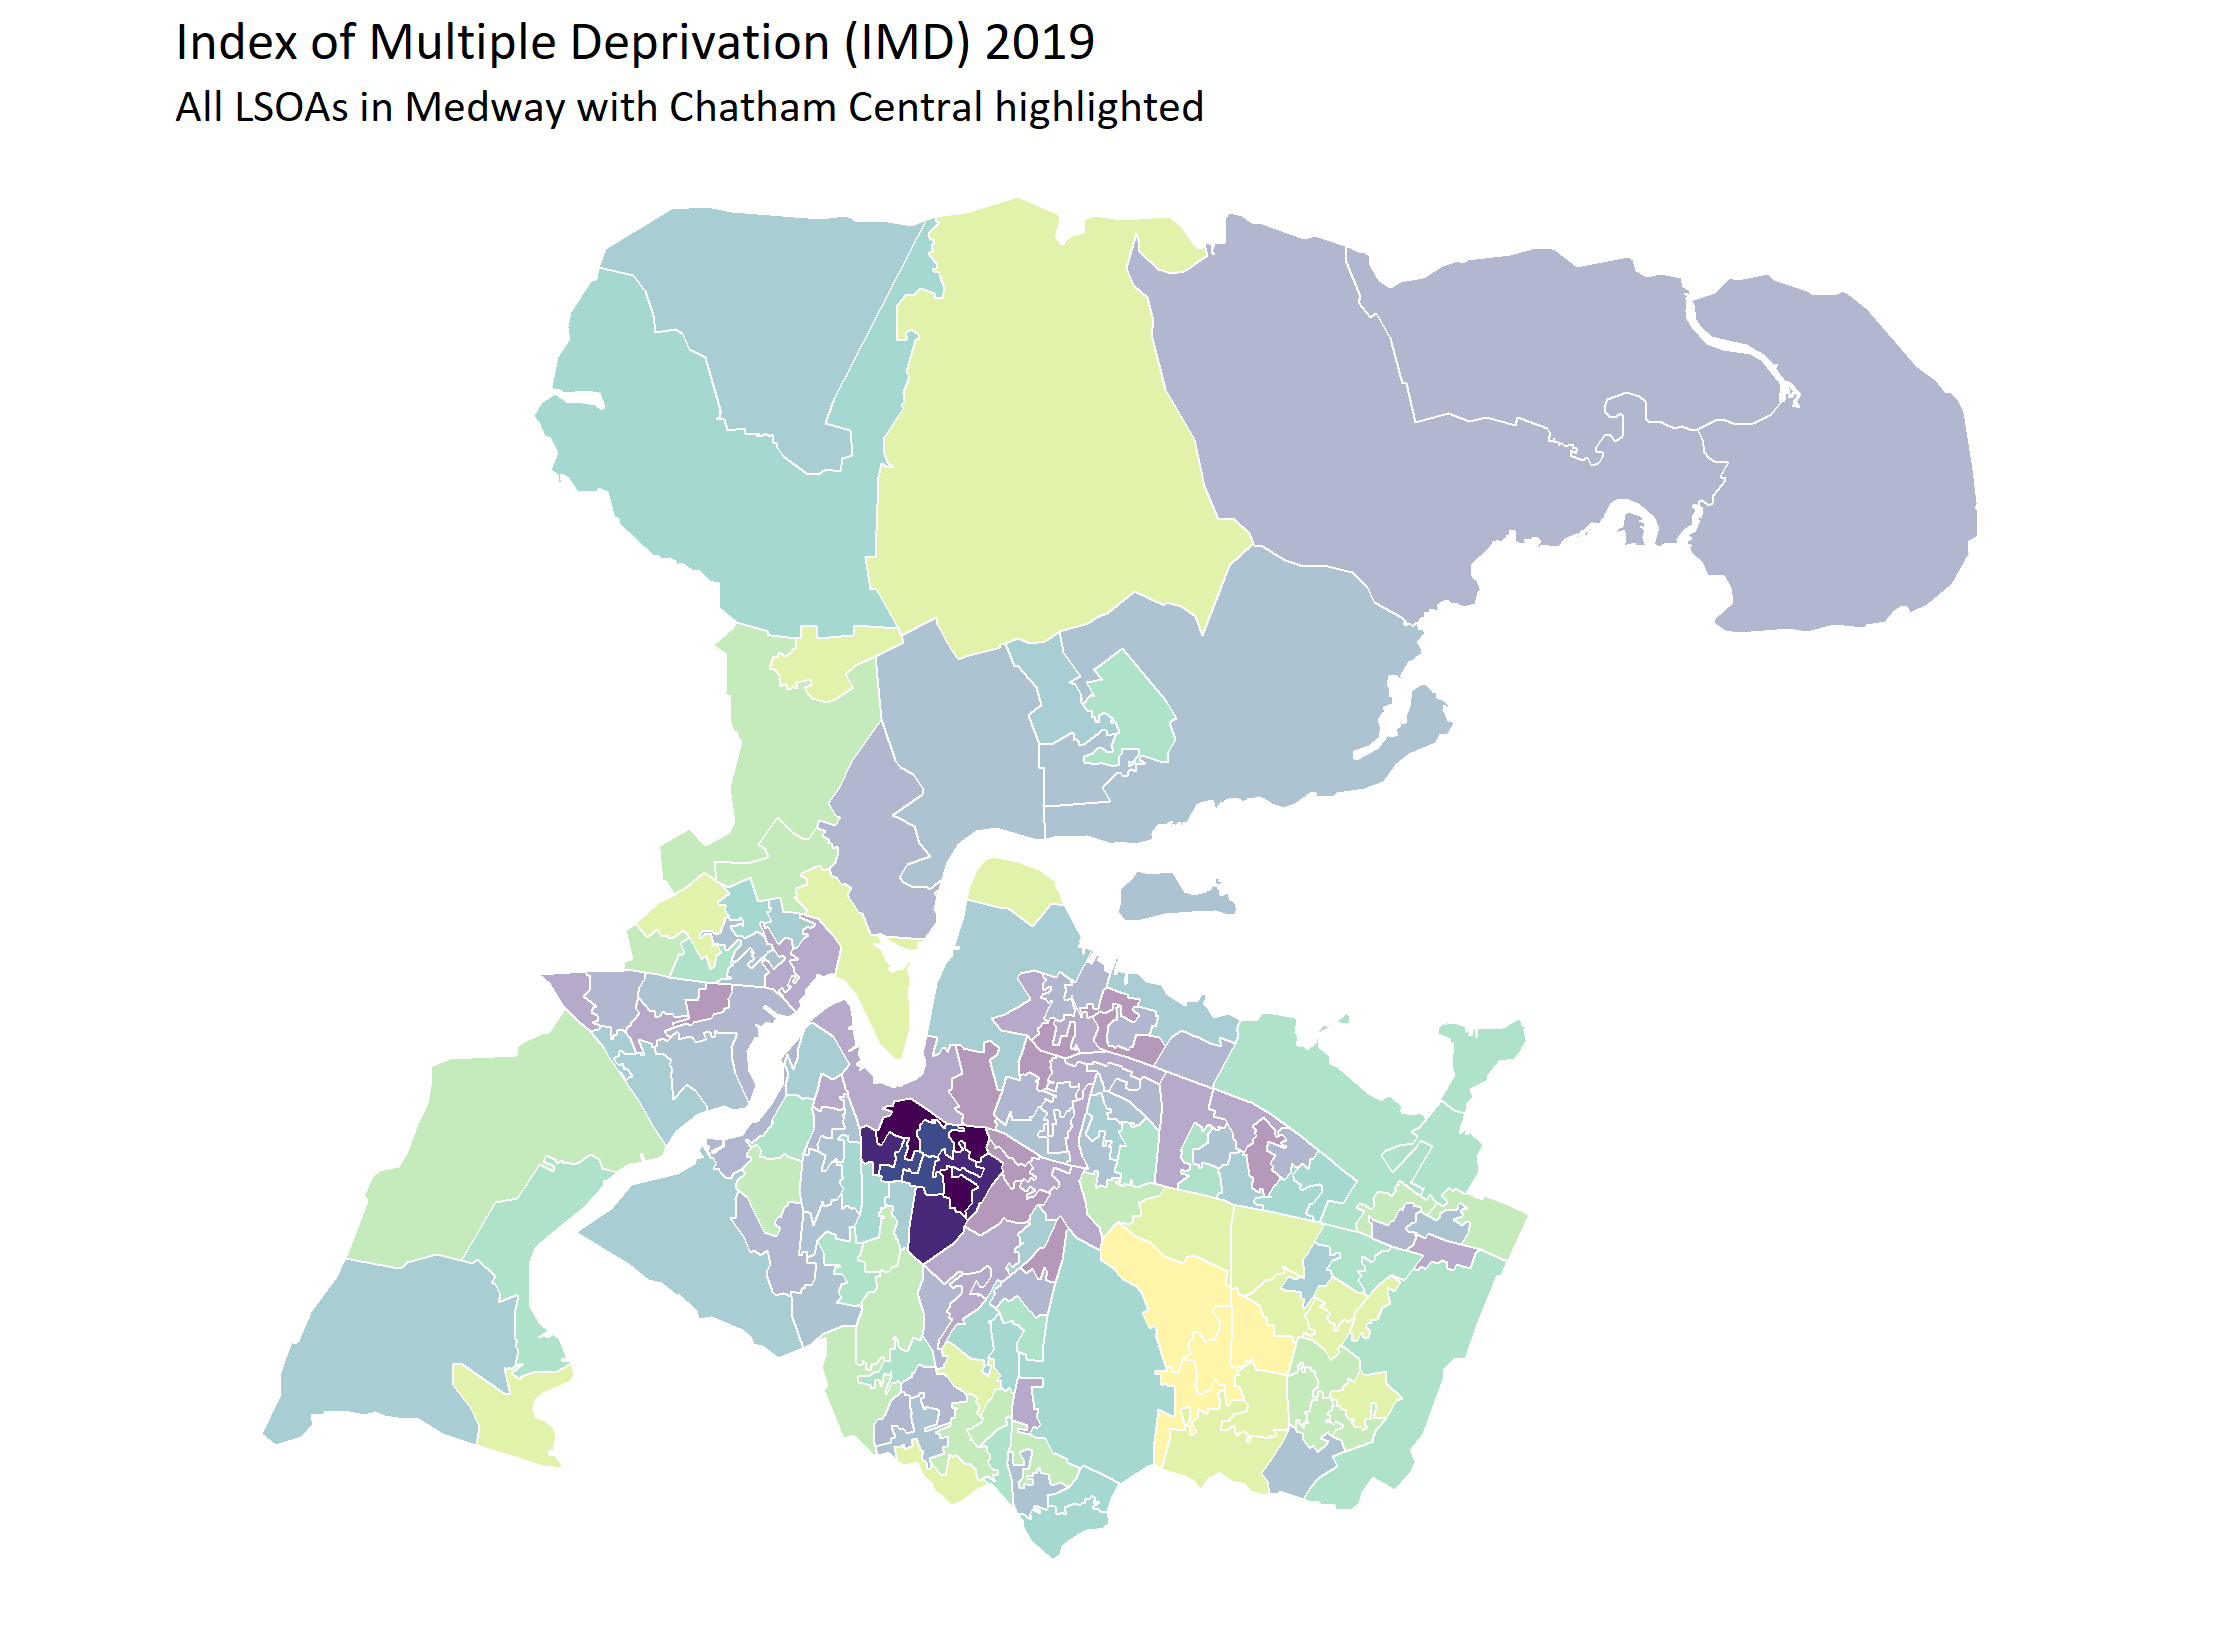 Index of Multiple Deprivation (IMD) 2019
All LSOAs in Medway with Chatham Central highlighted